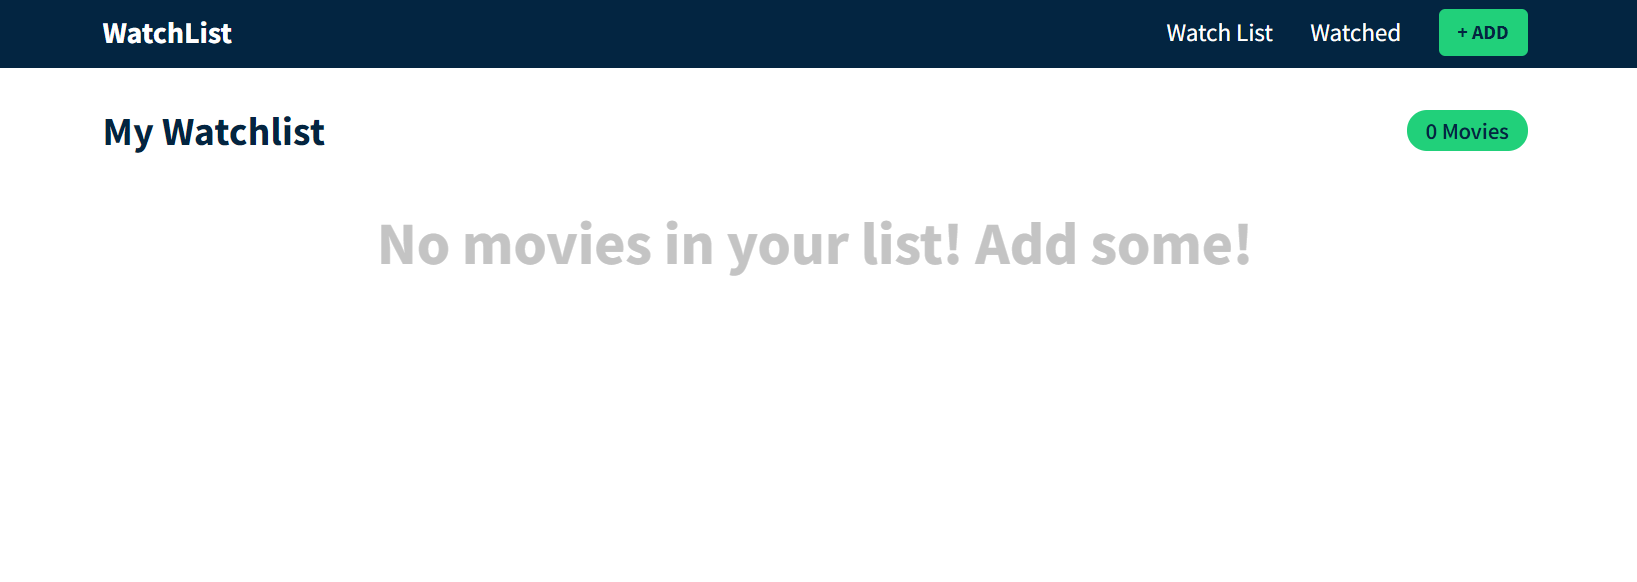 WatchList
Watch List
Watched
+ ADD
My Watchlist
0 Movies
No movies in your list! Add some!